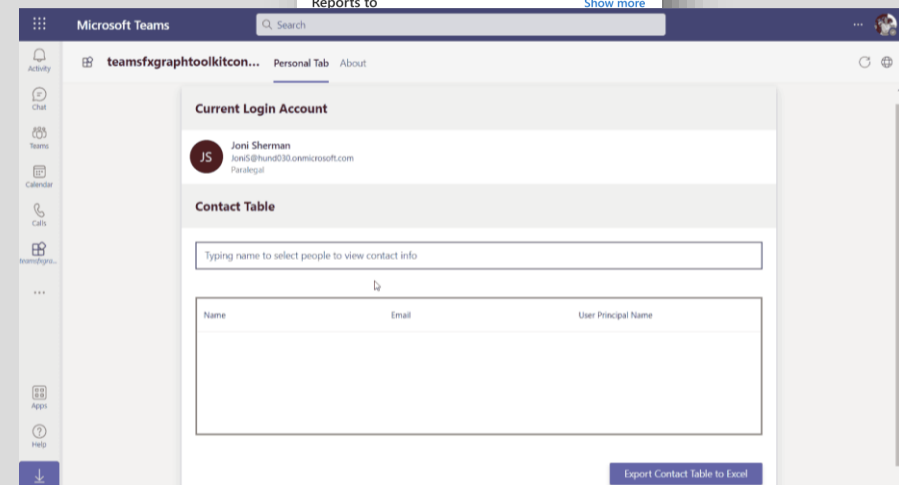 Reports to
Show more
Microsoft Teams
Search
Activity
Chat
Teams
Calendar
Calls
teamsfxgra...
Apps
Help
teamsfxgraphtoolkitcon...
Personal Tab
About
Current Login Account
JS
Joni Sherman
JoniS@hund030.onmicrosoft.com
Paralegal
Contact Table
Typing name to select people to view contact info
Name Email User Principal Name
Export Contact Table to Excel